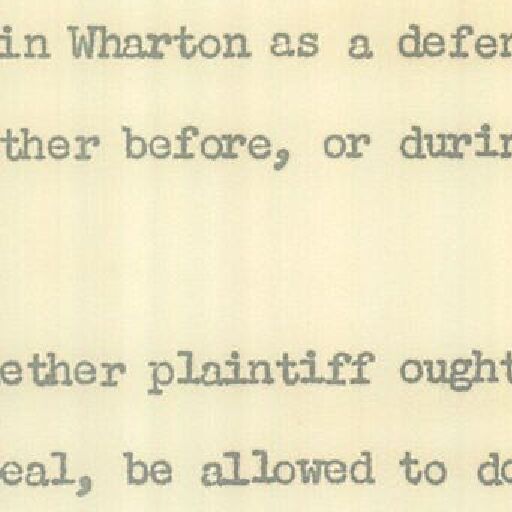 in Wharton as a defen
ther before, or durin
ether plaintiff ought
eal, be allowed to do